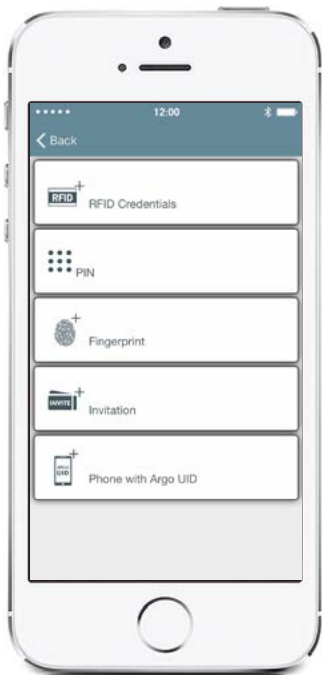 12:00
Back
RFID
RFID Credentials
PIN
Fingerprint
INVITE
Invitation
ARGO
UID
Phone with Argo UID